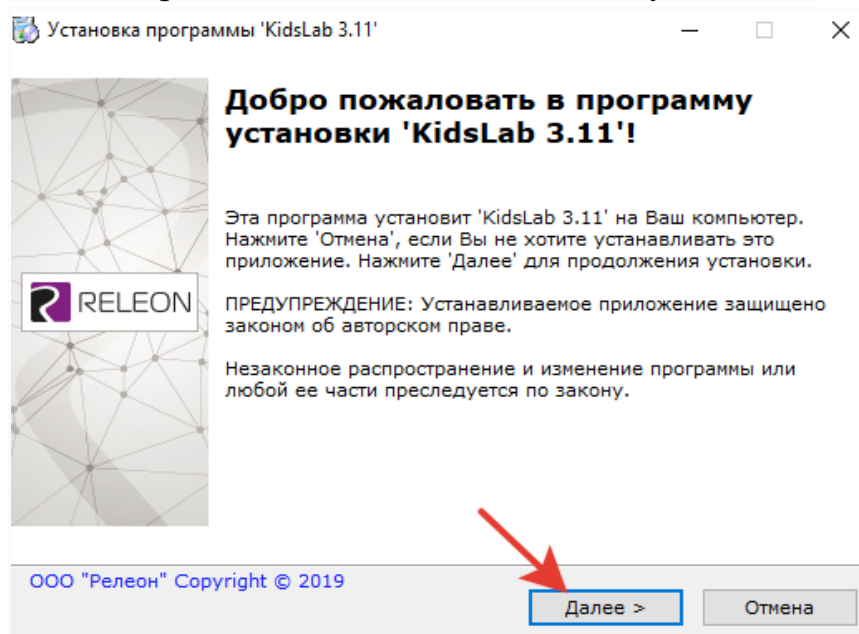 Установка программы 'KidsLab 3.11'
Добро пожаловать в программу
установки 'KidsLab 3.11'!
Эта программа установит 'KidsLab 3.11' на Ваш компьютер.
Нажмите 'Отмена', если Вы не хотите устанавливать это
приложение. Нажмите 'Далее' для продолжения установки.
RELEON
ПРЕДУПРЕЖДЕНИЕ: Устанавливаемое приложение защищено
законом об авторском праве.
Незаконное распространение и изменение программы или
любой ее части преследуется по закону.
ООО "Релеон" Copyright © 2019
Далее >
Отмена